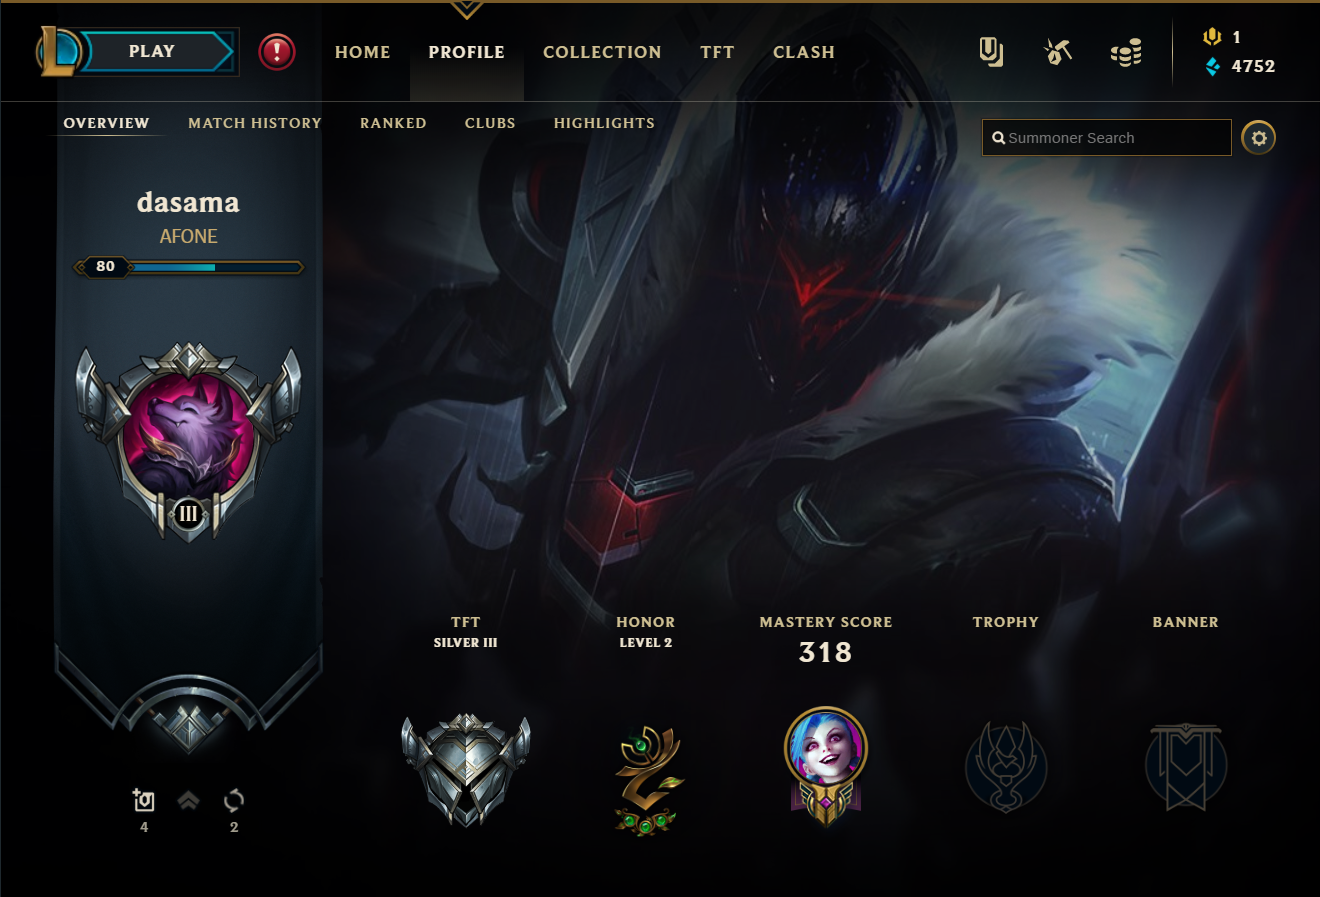 PLAY
HOME
PROFILE
COLLECTION
TFT
CLASH
1
4752
OVERVIEW
MATCH HISTORY
RANKED
CLUBS
HIGHLIGHTS
Summoner Search
dasama
AFONE
80
III
TFT
SILVER III
HONOR
LEVEL 2
MASTERY SCORE
318
TROPHY
BANNER
4
2